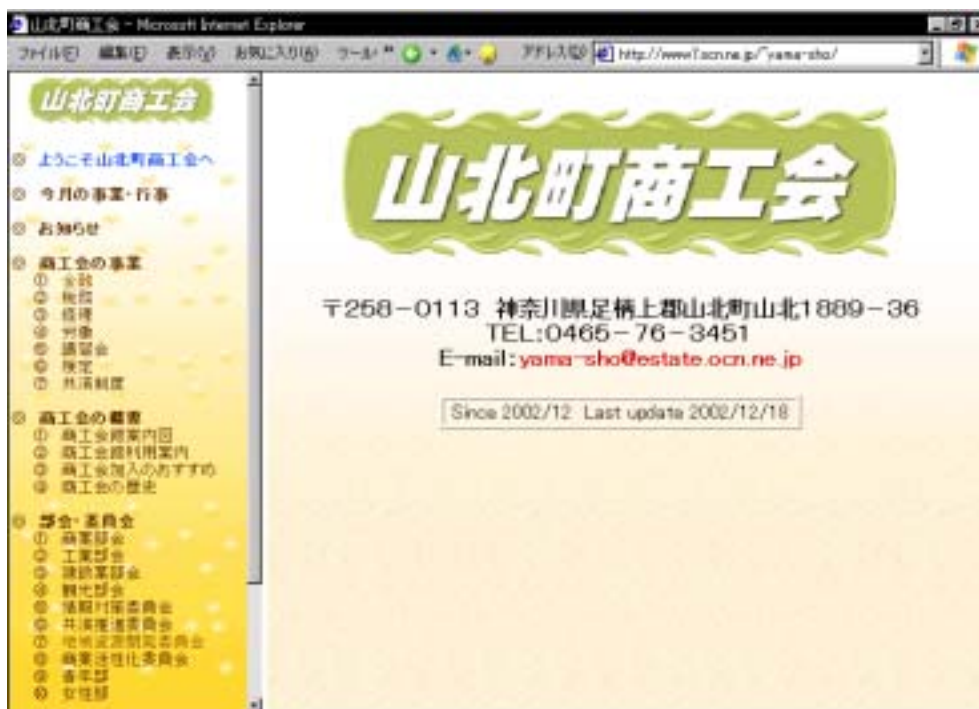 山北町商工会 - Microsoft Internet Explorer
ファイル(F) 編集(E) 表示(V) お気に入り(A) ツール アドレス(D) http://www1.ocn.ne.jp/~yama-sho/
山北町商工会
ようこそ山北町商工会へ
今月の事業・行事
お知らせ
商工会の事業
① 金融
② 税務
③ 経理
④ 労働
⑤ 講習会
⑥ 検定
⑦ 共済制度
商工会の概要
① 商工会館案内図
② 商工会館利用案内
③ 商工会加入のおすすめ
④ 商工会の歴史
部会・委員会
① 商業部会
② 工業部会
③ 建設業部会
④ 観光部会
⑤ 情報対策委員会
⑥ 共済推進委員会
⑦ 地域資源開発委員会
⑧ 商業活性化委員会
⑨ 青年部
⑩ 女性部
山北町商工会
〒258-0113 神奈川県足柄上郡山北町山北1889-36
TEL:0465-76-3451
E-mail:yama-sho@estate.ocn.ne.jp
Since 2002/12 Last update 2002/12/18